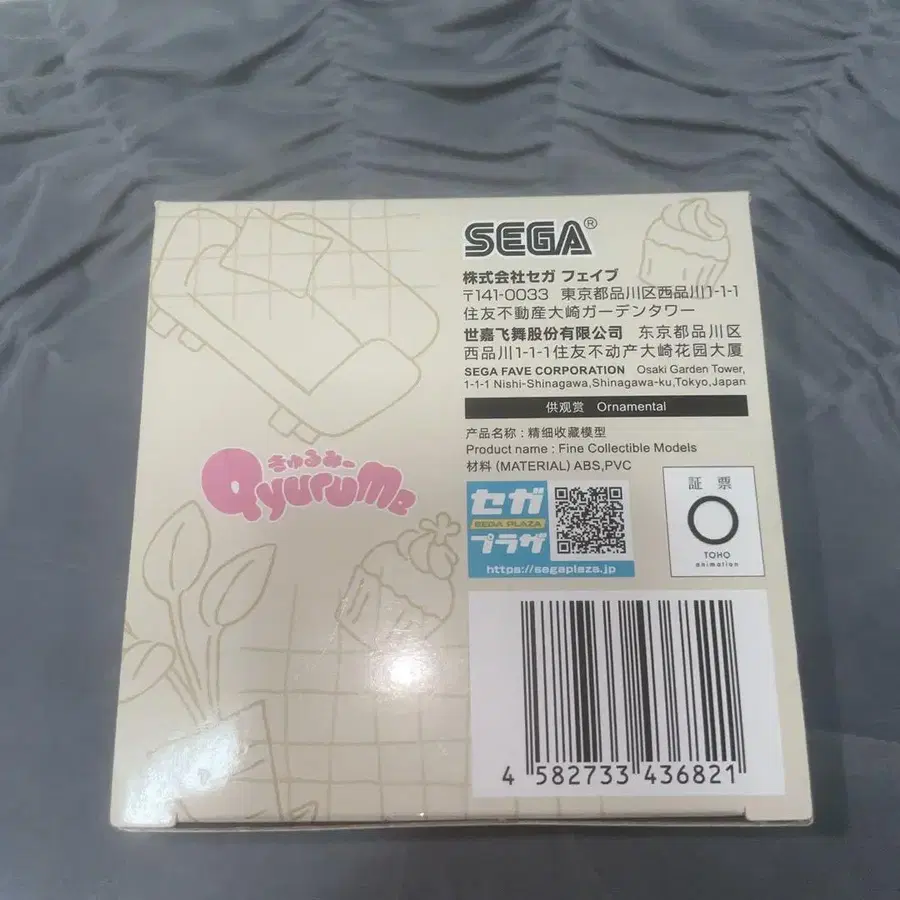 SEGA®
株式会社セガ フェイブ
〒141-0033 東京都品川区西品川1-1-1
住友不動産大崎ガーデンタワー
世嘉飞舞股份有限公司 东京都品川区
西品川1-1-1住友不动产大崎花园大厦
SEGA FAVE CORPORATION Osaki Garden Tower,
1-1-1 Nishi-Shinagawa,Shinagawa-ku,Tokyo,Japan
供观赏 Ornamental
产品名称：精细收藏模型
Product name : Fine Collectible Models
材料 (MATERIAL) ABS,PVC
きゅるみー
QyuruMe
セガ
SEGA PLAZA
プラザ
https://segaplaza.jp
証票
TOHO
animation
4 582733 436821